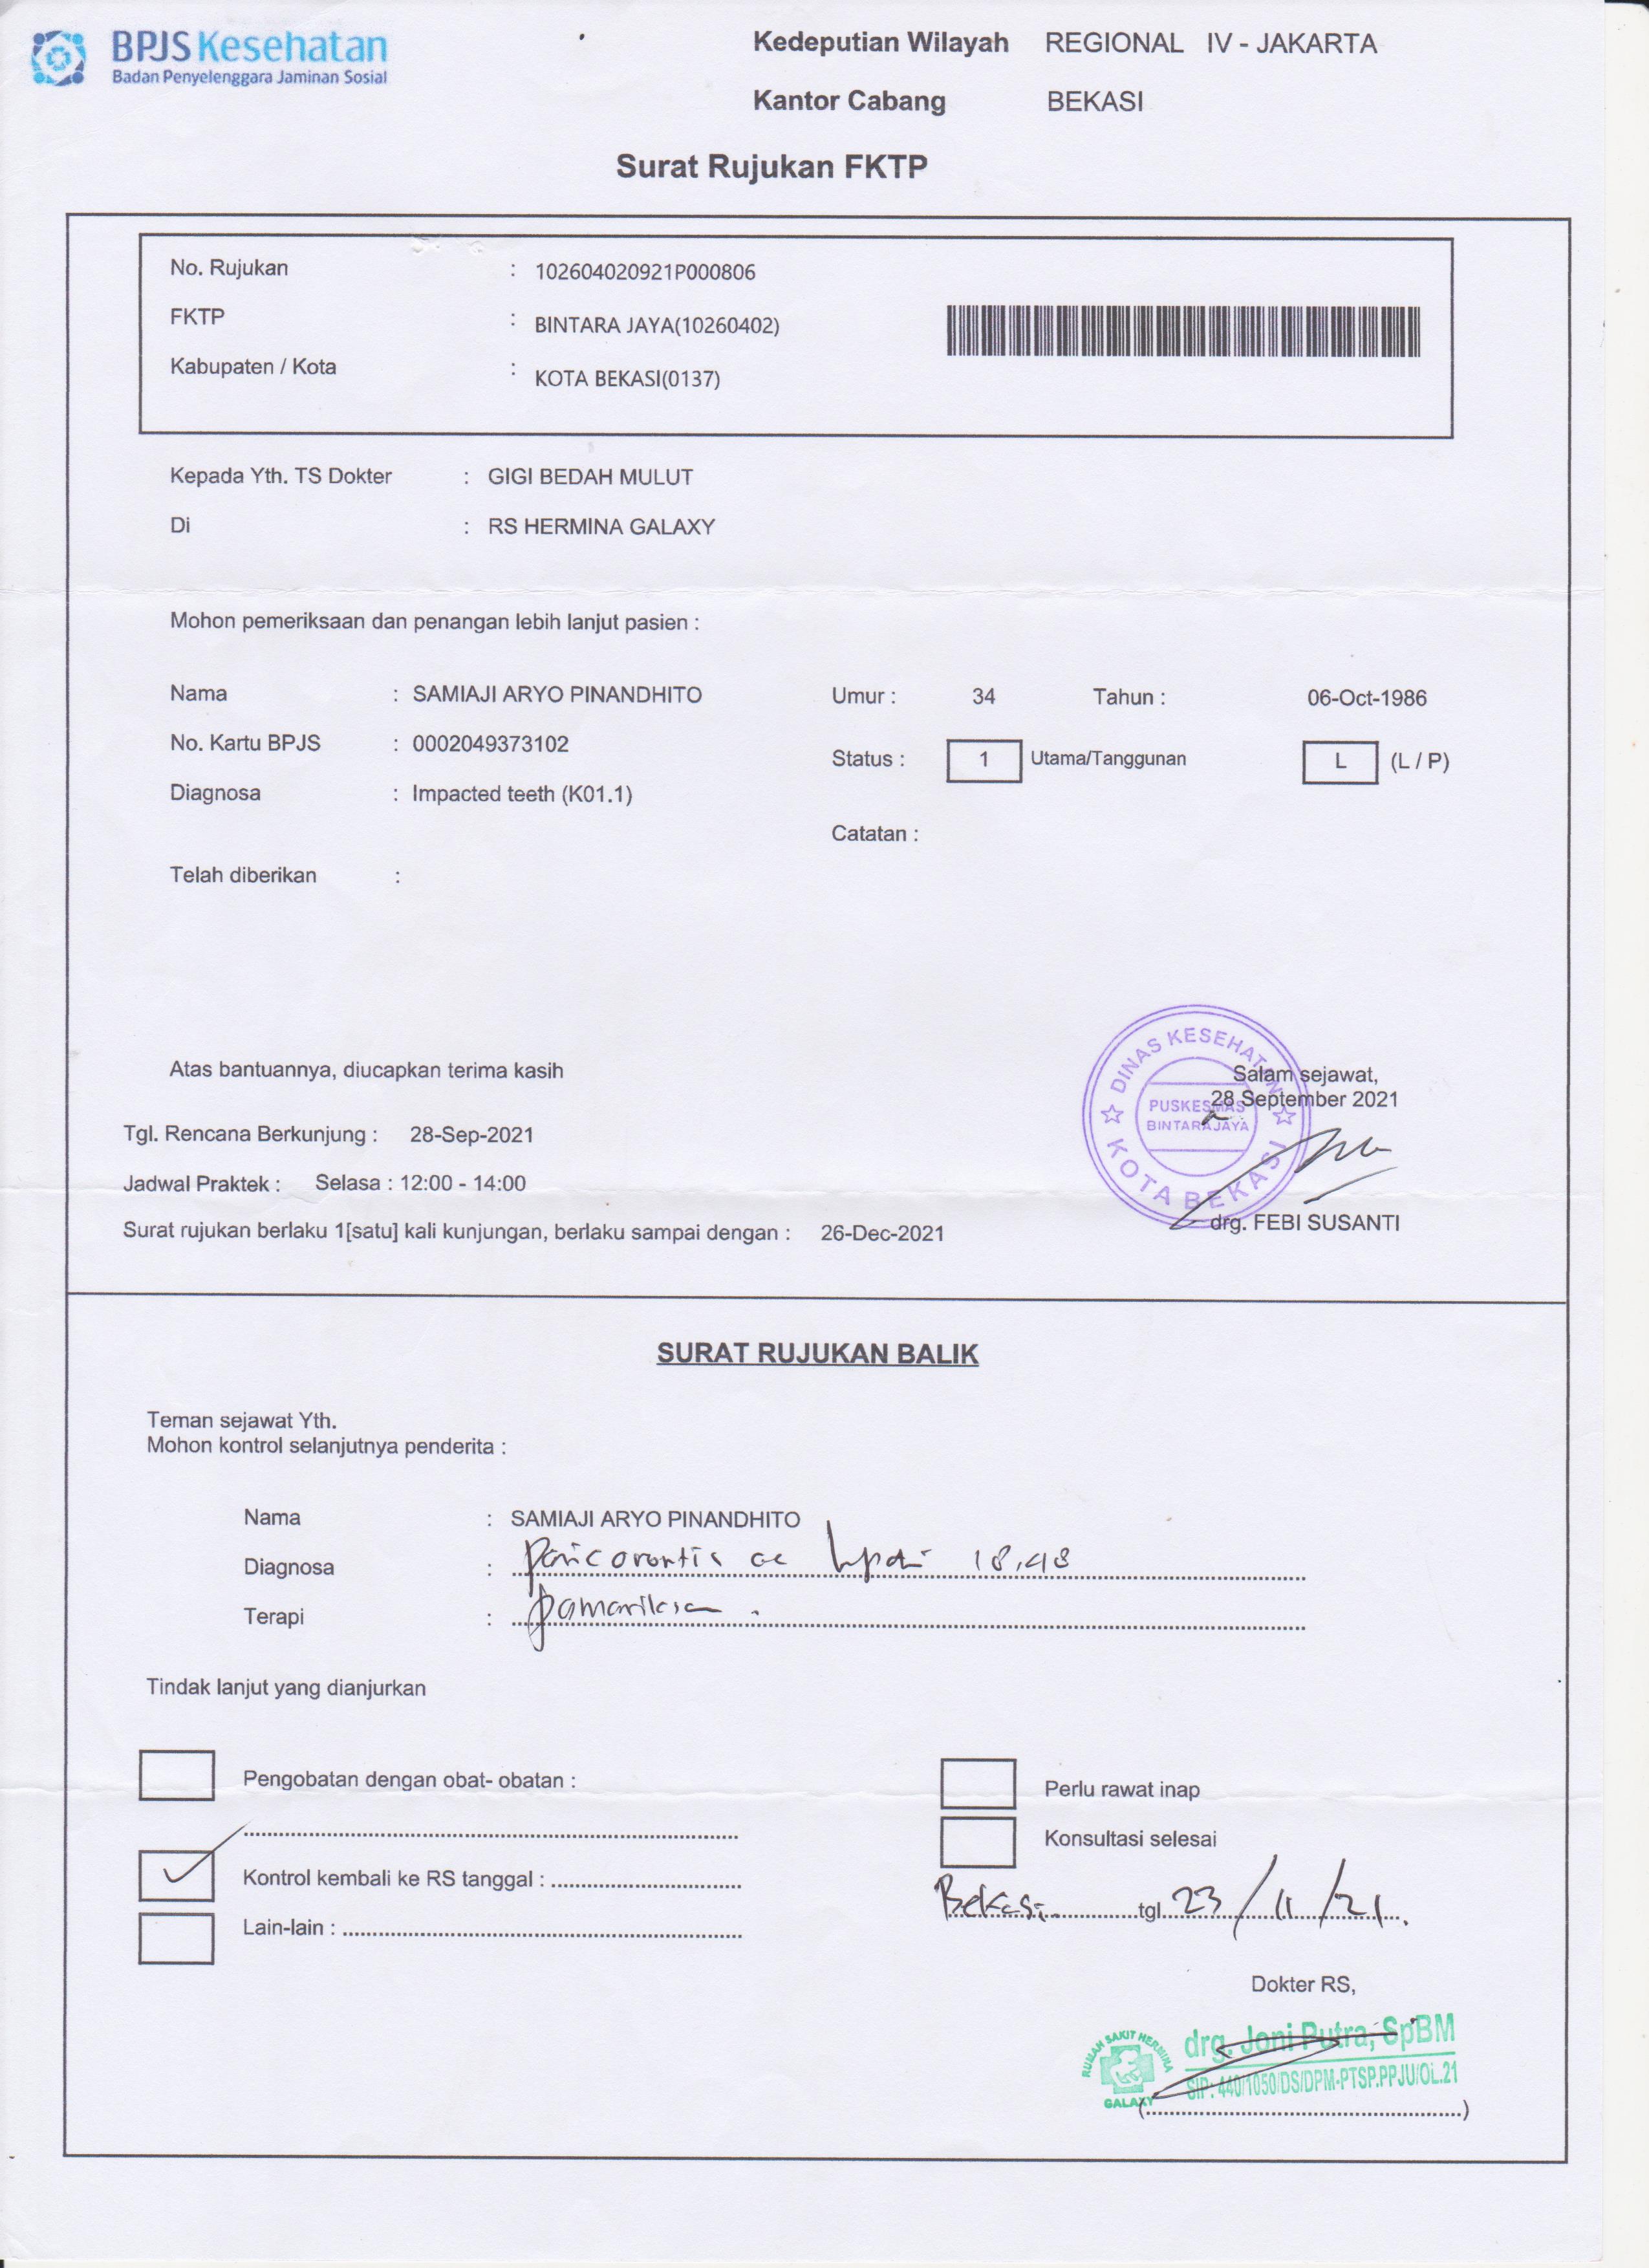 BPJS Kesehatan
Badan Penyelenggara Jaminan Sosial
Kedeputian Wilayah REGIONAL IV - JAKARTA
Kantor Cabang BEKASI
Surat Rujukan FKTP
No. Rujukan : 102604020921P000806
FKTP : BINTARA JAYA(10260402)
Kabupaten / Kota : KOTA BEKASI(0137)
Kepada Yth. TS Dokter : GIGI BEDAH MULUT
Di : RS HERMINA GALAXY
Mohon pemeriksaan dan penangan lebih lanjut pasien :
Nama : SAMIAJI ARYO PINANDHITO Umur : 34 Tahun : 06-Oct-1986
No. Kartu BPJS : 0002049373102
Status : 1 Utama/Tanggunan L (L / P)
Diagnosa : Impacted teeth (K01.1)
Catatan :
Telah diberikan :
DINAS KESEHATAN
PUSKESMAS
BINTARA JAYA
KOTA BEKASI
Atas bantuannya, diucapkan terima kasih
Salam sejawat,
28 September 2021
Tgl. Rencana Berkunjung : 28-Sep-2021
Jadwal Praktek : Selasa : 12:00 - 14:00
Surat rujukan berlaku 1[satu] kali kunjungan, berlaku sampai dengan : 26-Dec-2021
drg. FEBI SUSANTI
SURAT RUJUKAN BALIK
Teman sejawat Yth.
Mohon kontrol selanjutnya penderita :
Nama : SAMIAJI ARYO PINANDHITO
Diagnosa : 18,48
Terapi :
Tindak lanjut yang dianjurkan
Pengobatan dengan obat- obatan :
Perlu rawat inap
Konsultasi selesai
Kontrol kembali ke RS tanggal :
Bekasi tgl 23/11/21.
Lain-lain :
Dokter RS,
RUMAH SAKIT HERMINA
GALAXY
drg. Joni Putra, SpBM
SIP: 440/1050/DS/DPM-PTSP.PPJU/OL.21